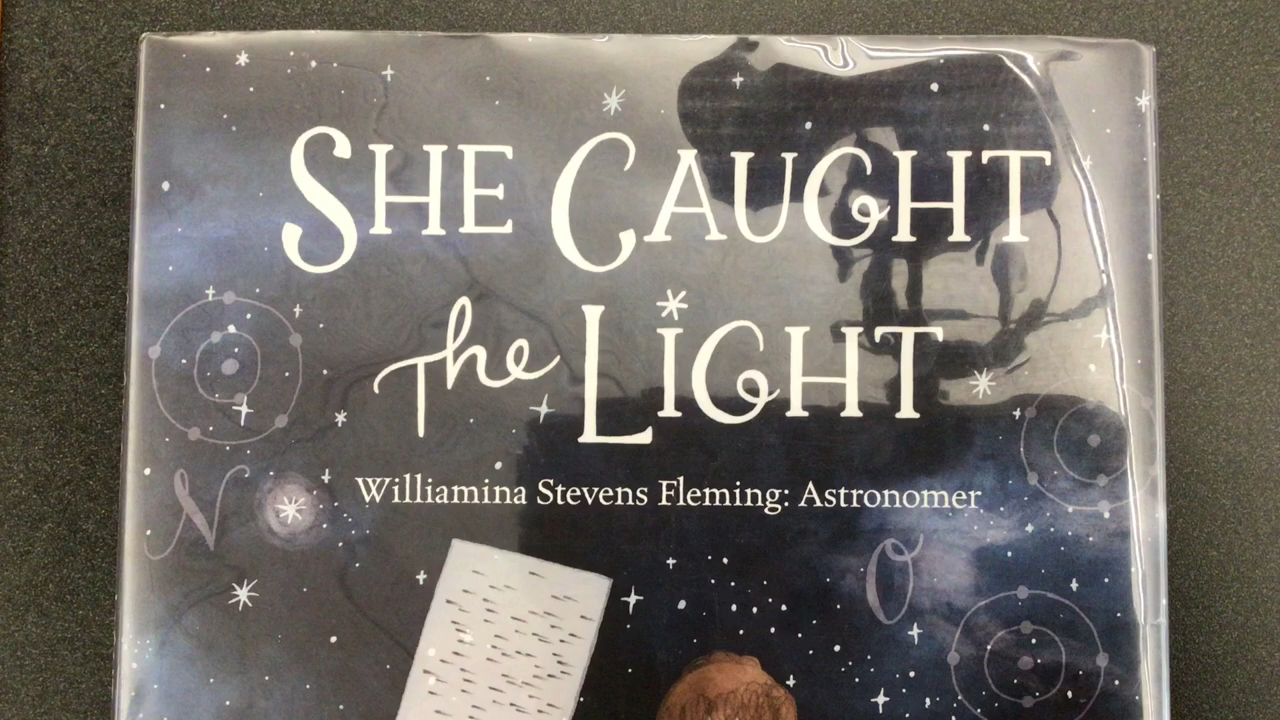 SHE CAUGHT
the LIGHT
Williamina Stevens Fleming: Astronomer
N
O